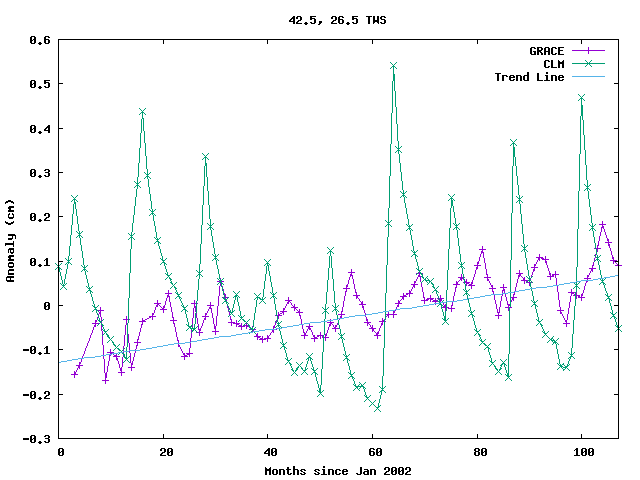 42.5, 26.5 TWS
GRACE
CLM
Trend Line
0.6
0.5
0.4
0.3
0.2
0.1
0
-0.1
-0.2
-0.3
Anomaly (cm)
0 20 40 60 80 100
Months since Jan 2002